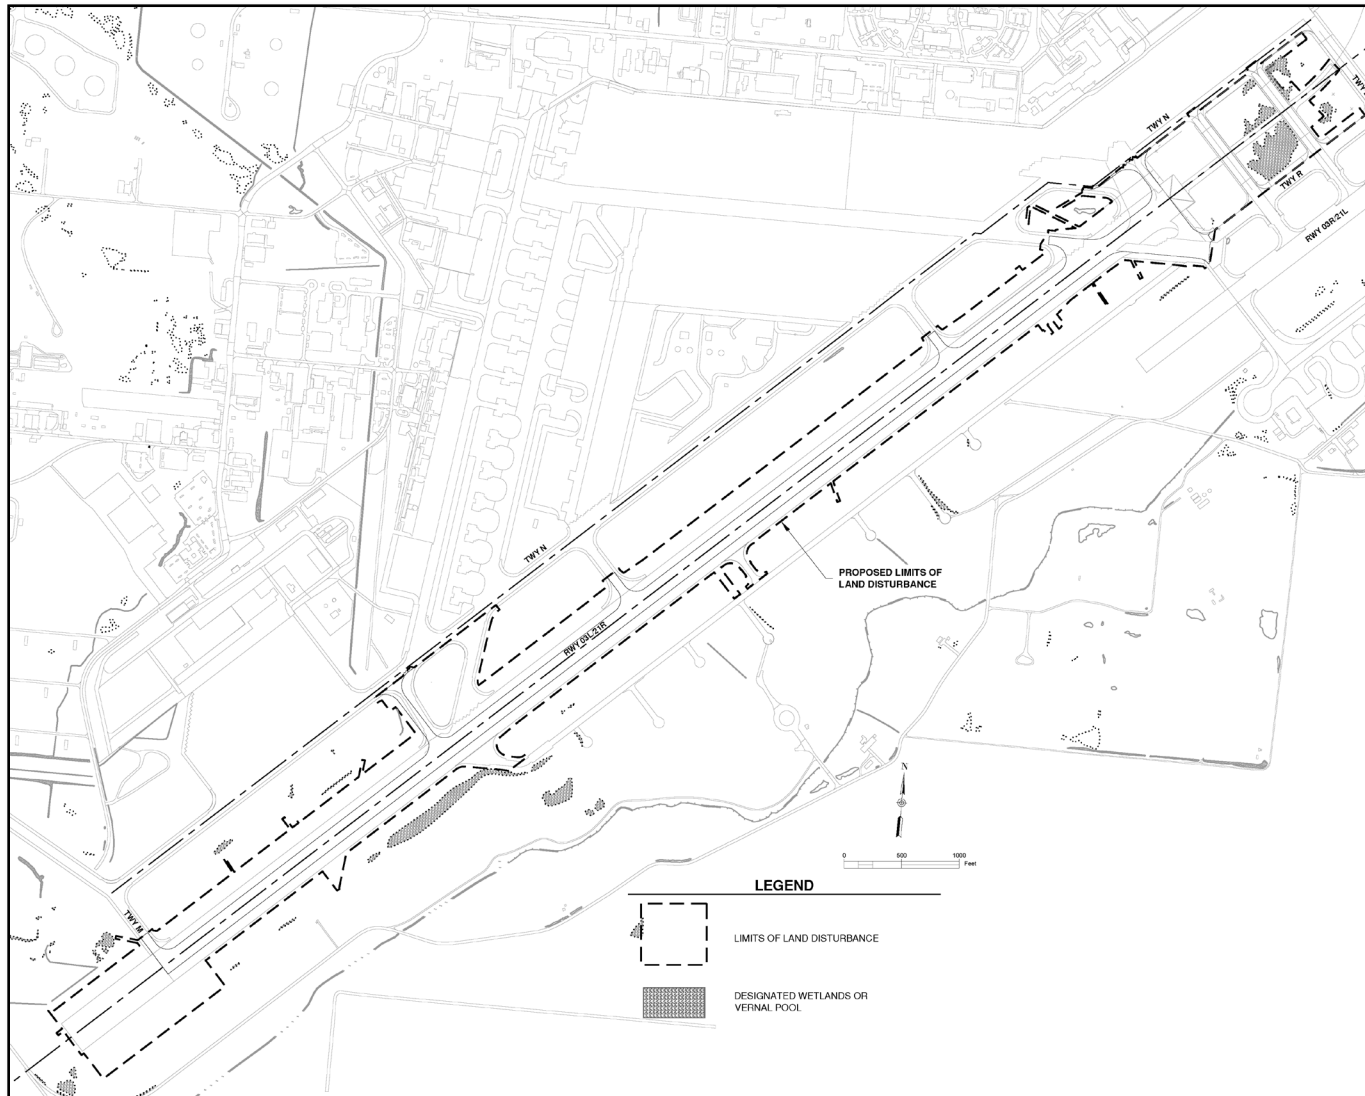 TWY N
TWY R
RWY 03R-21L
PROPOSED LIMITS OF
LAND DISTURBANCE
TWY N
RWY 03L-21R
N
0 500 1000
Feet
TWY M
LEGEND
LIMITS OF LAND DISTURBANCE
DESIGNATED WETLANDS OR
VERNAL POOL